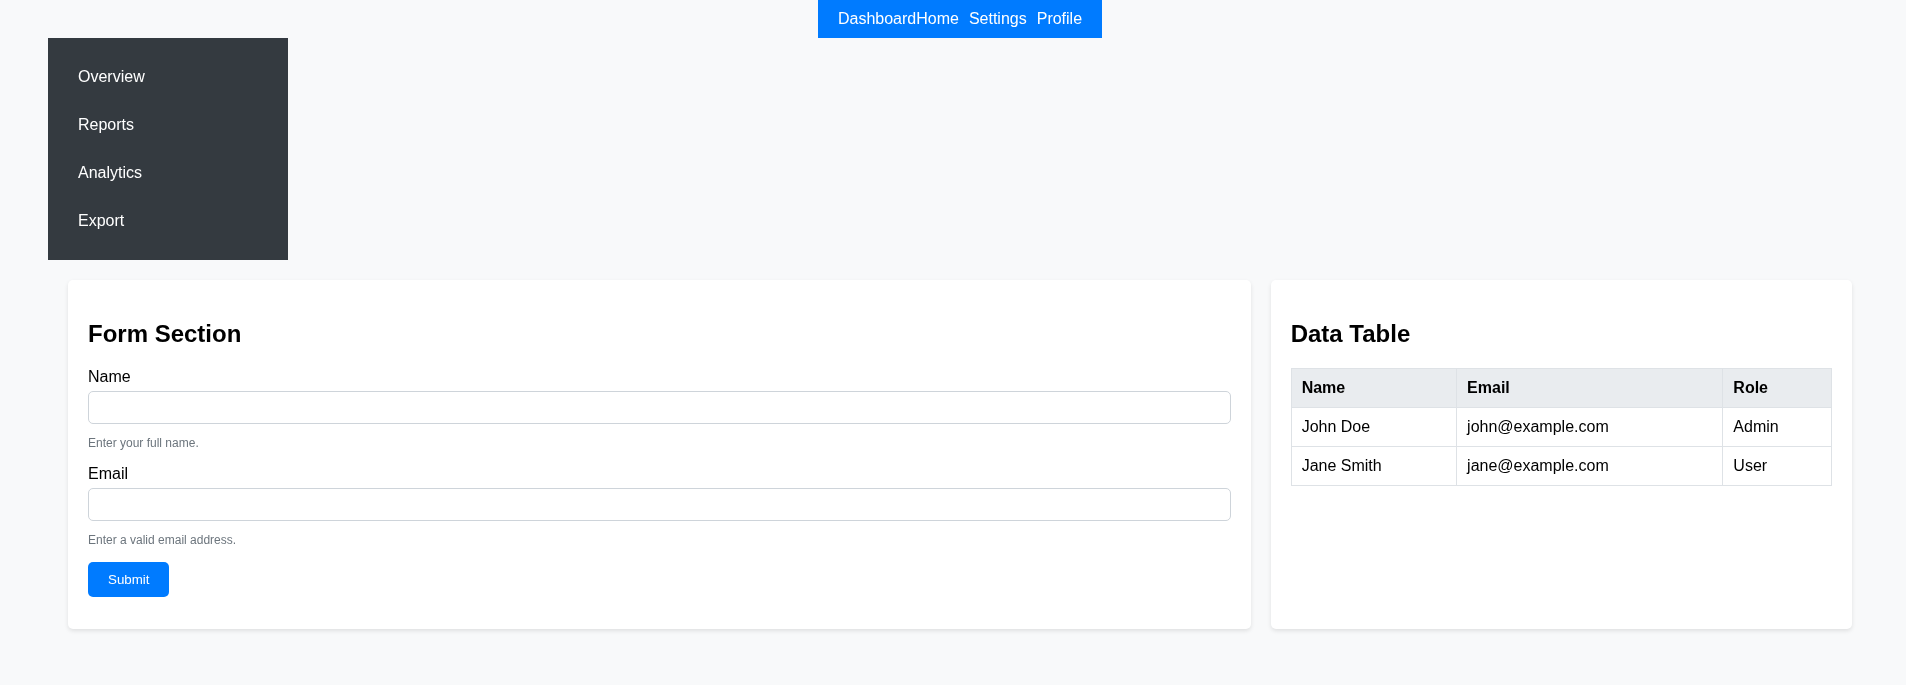 DashboardHome Settings Profile
Overview
Reports
Analytics
Export
Form Section
Name
Enter your full name.
Email
Enter a valid email address.
Submit
Data Table
Name Email Role
John Doe john@example.com Admin
Jane Smith jane@example.com User